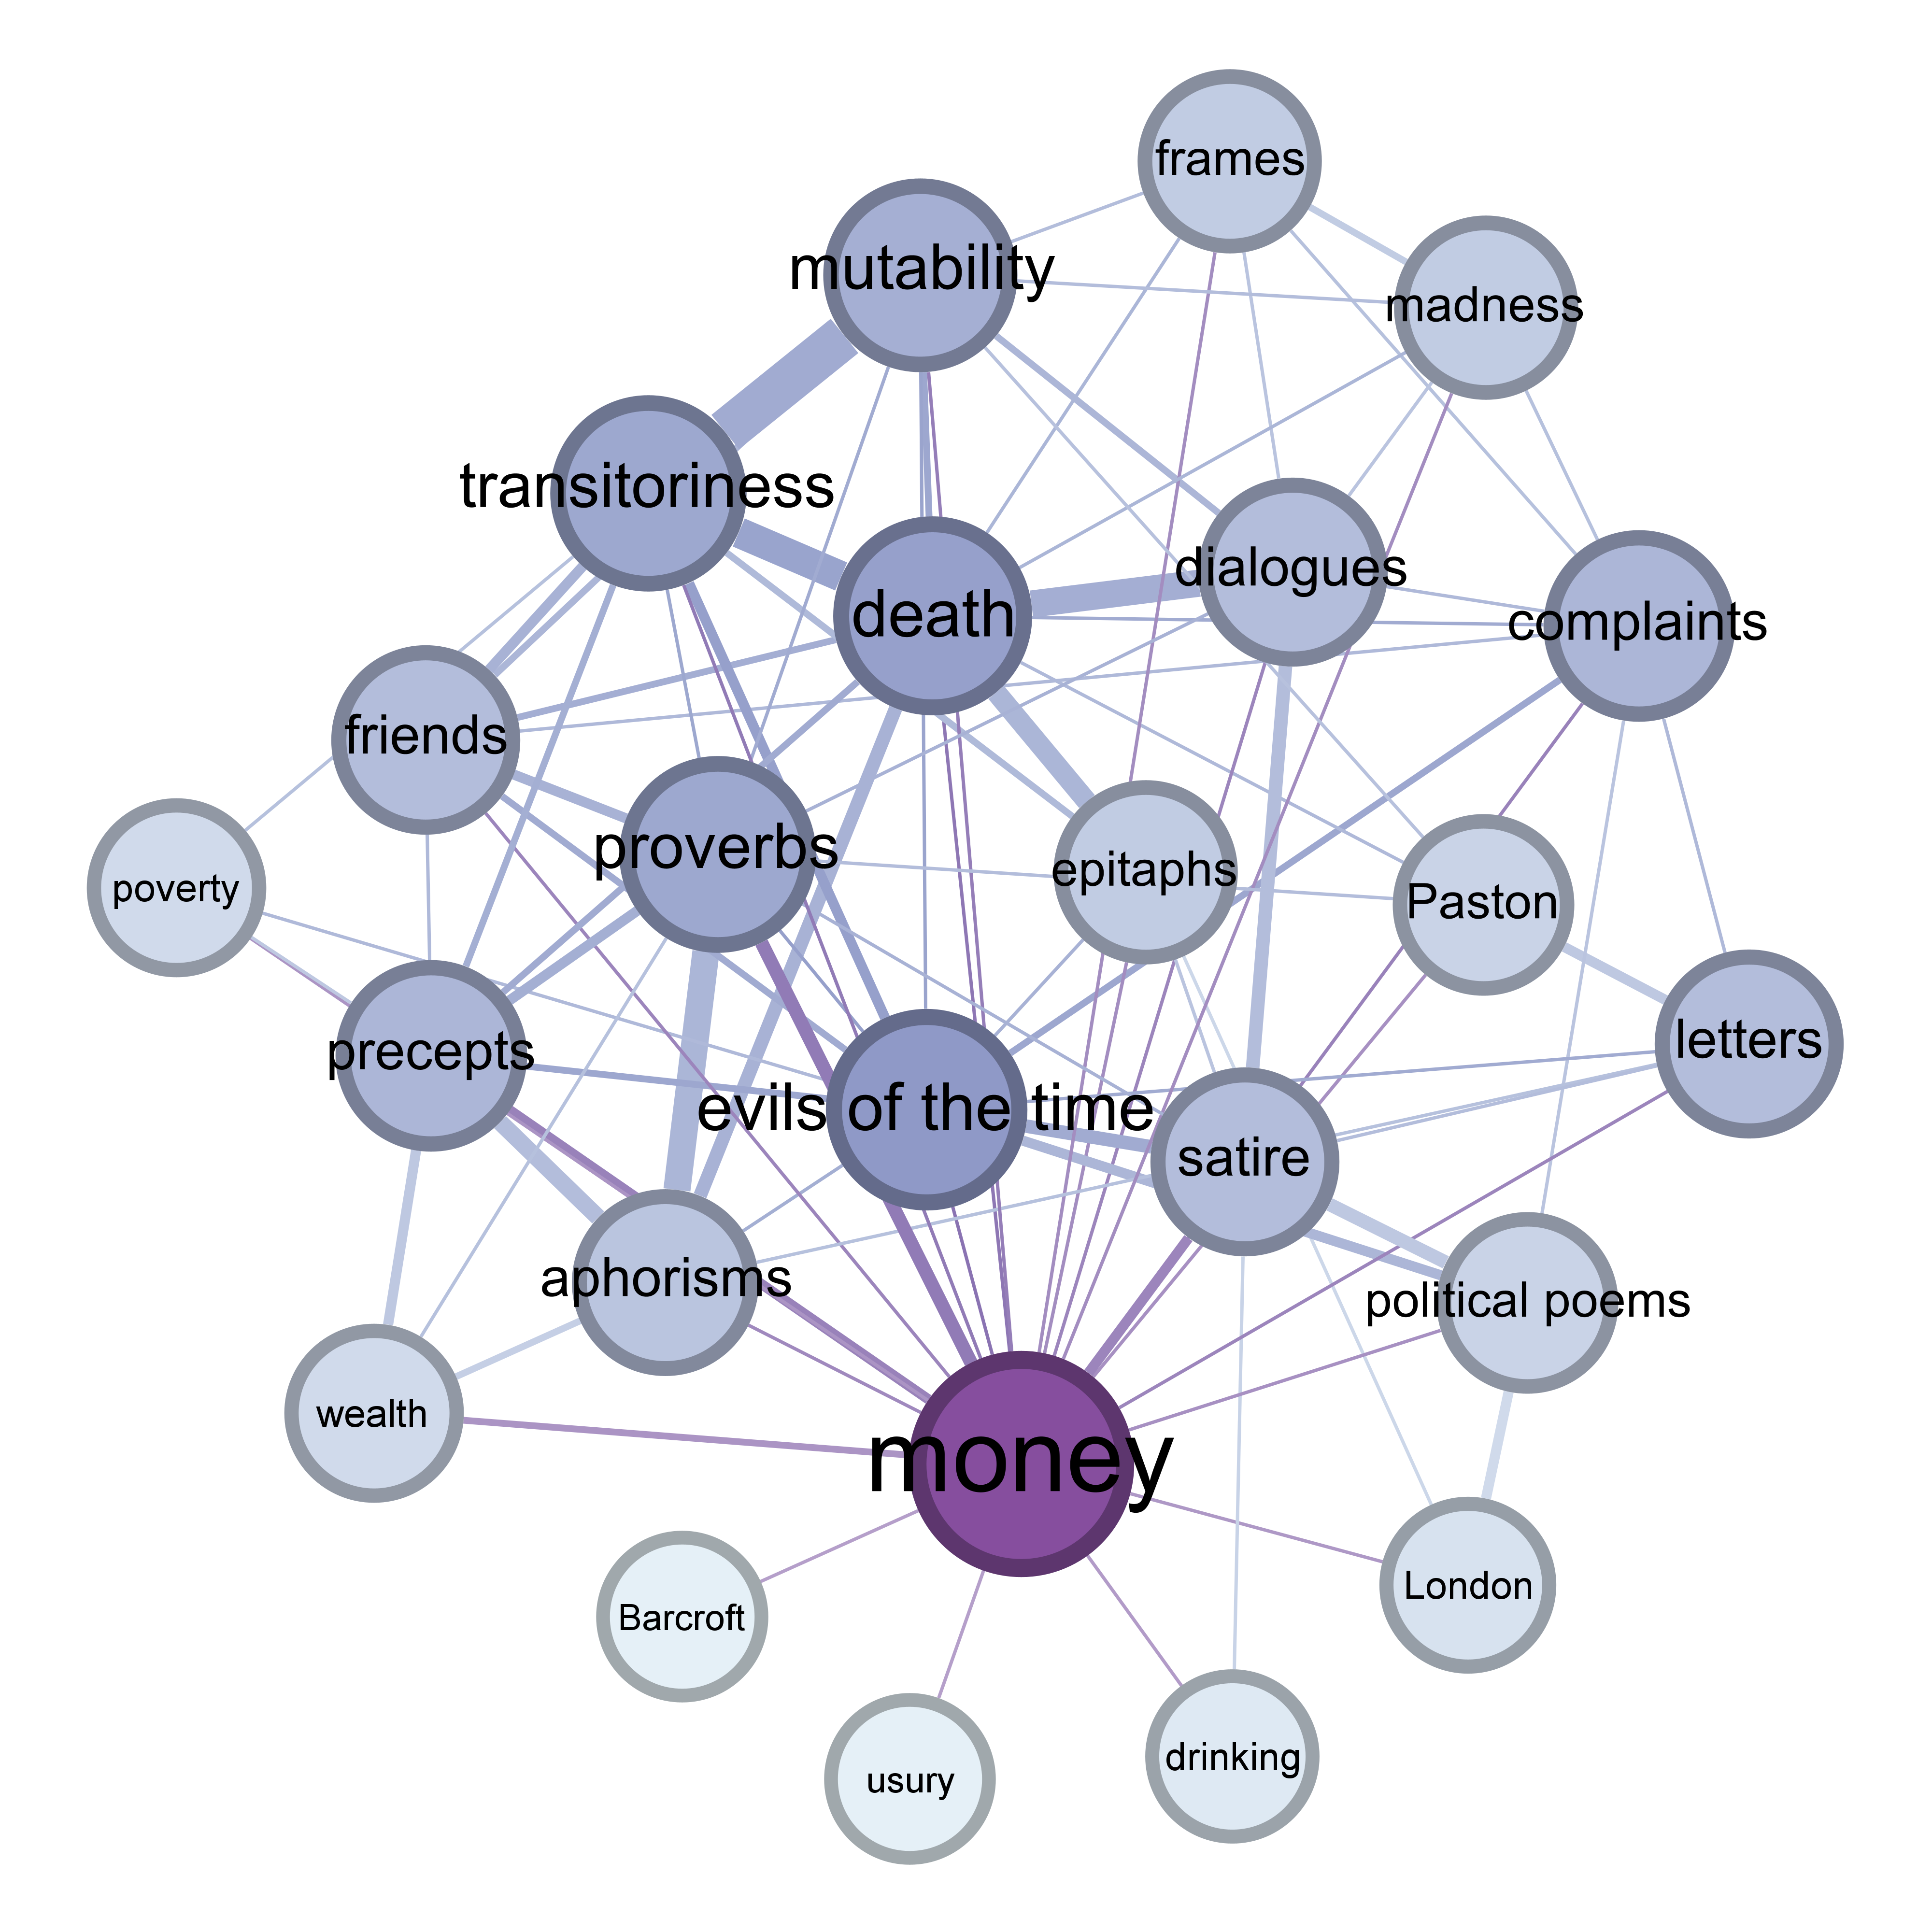 frames
mutability
madness
transitoriness
death
dialogues
complaints
friends
proverbs
epitaphs
poverty
Paston
precepts
letters
evils of the time
satire
aphorisms
political poems
wealth
money
Barcroft
London
usury
drinking